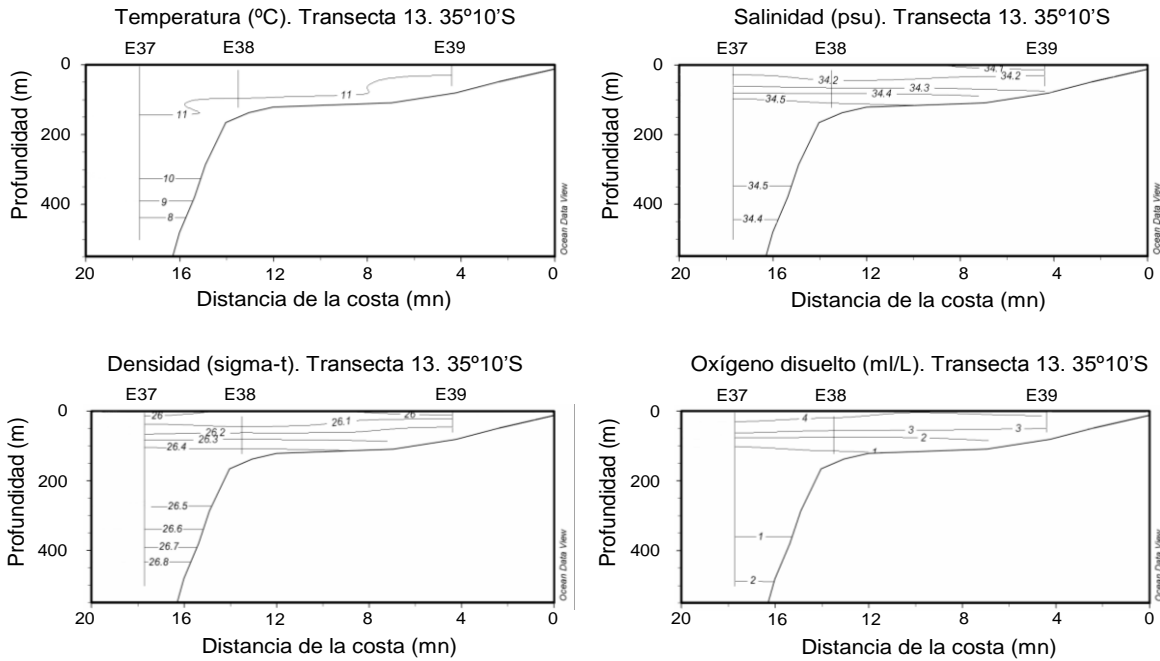 Temperatura (ºC). Transecta 13. 35º10’S
E37 E38 E39
0
200
400
Profundidad (m)
11
11
10
9
8
20 16 12 8 4 0
Distancia de la costa (mn)
Ocean Data View
Salinidad (psu). Transecta 13. 35º10’S
E37 E38 E39
0
200
400
Profundidad (m)
34.1
34.2 34.2
34.3
34.4
34.5
34.5
34.4
20 16 12 8 4 0
Distancia de la costa (mn)
Ocean Data View
Densidad (sigma-t). Transecta 13. 35º10’S
E37 E38 E39
0
200
400
Profundidad (m)
26 26
26.1
26.2
26.3
26.4
26.5
26.6
26.7
26.8
20 16 12 8 4 0
Distancia de la costa (mn)
Ocean Data View
Oxígeno disuelto (ml/L). Transecta 13. 35º10’S
E37 E38 E39
0
200
400
Profundidad (m)
4
3 3
2
1
1
2
20 16 12 8 4 0
Distancia de la costa (mn)
Ocean Data View